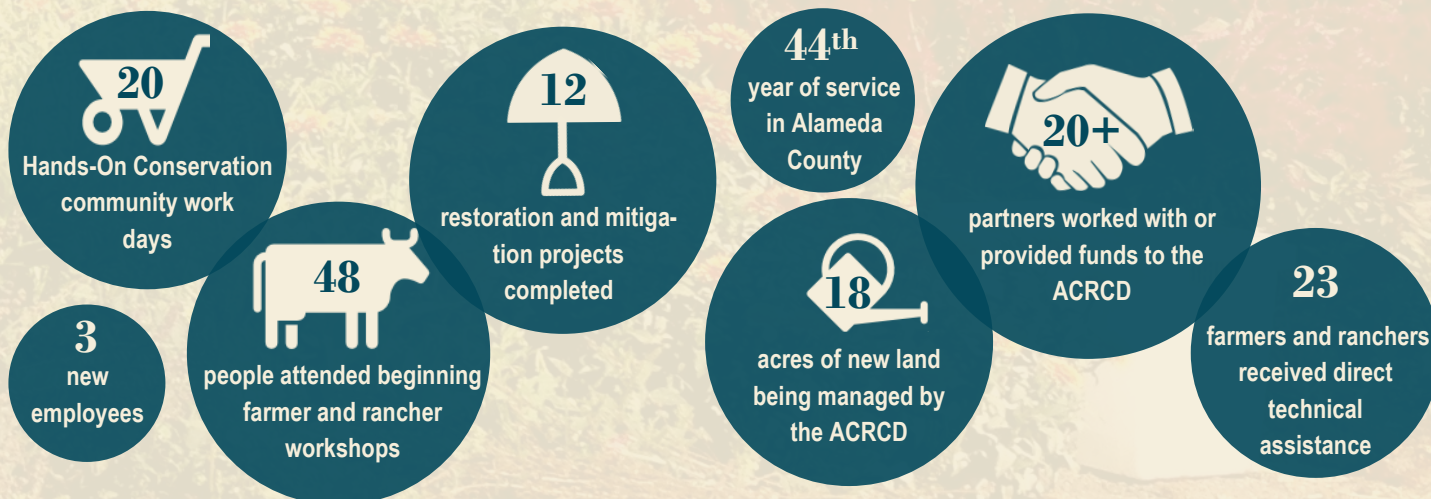 20
Hands-On Conservation
community work
days
3
new
employees
48
people attended beginning
farmer and rancher
workshops
12
restoration and mitiga-
tion projects
completed
44th
year of service
in Alameda
County
18
acres of new land
being managed by
the ACRCD
20+
partners worked with or
provided funds to the
ACRCD
23
farmers and ranchers
received direct
technical
assistance